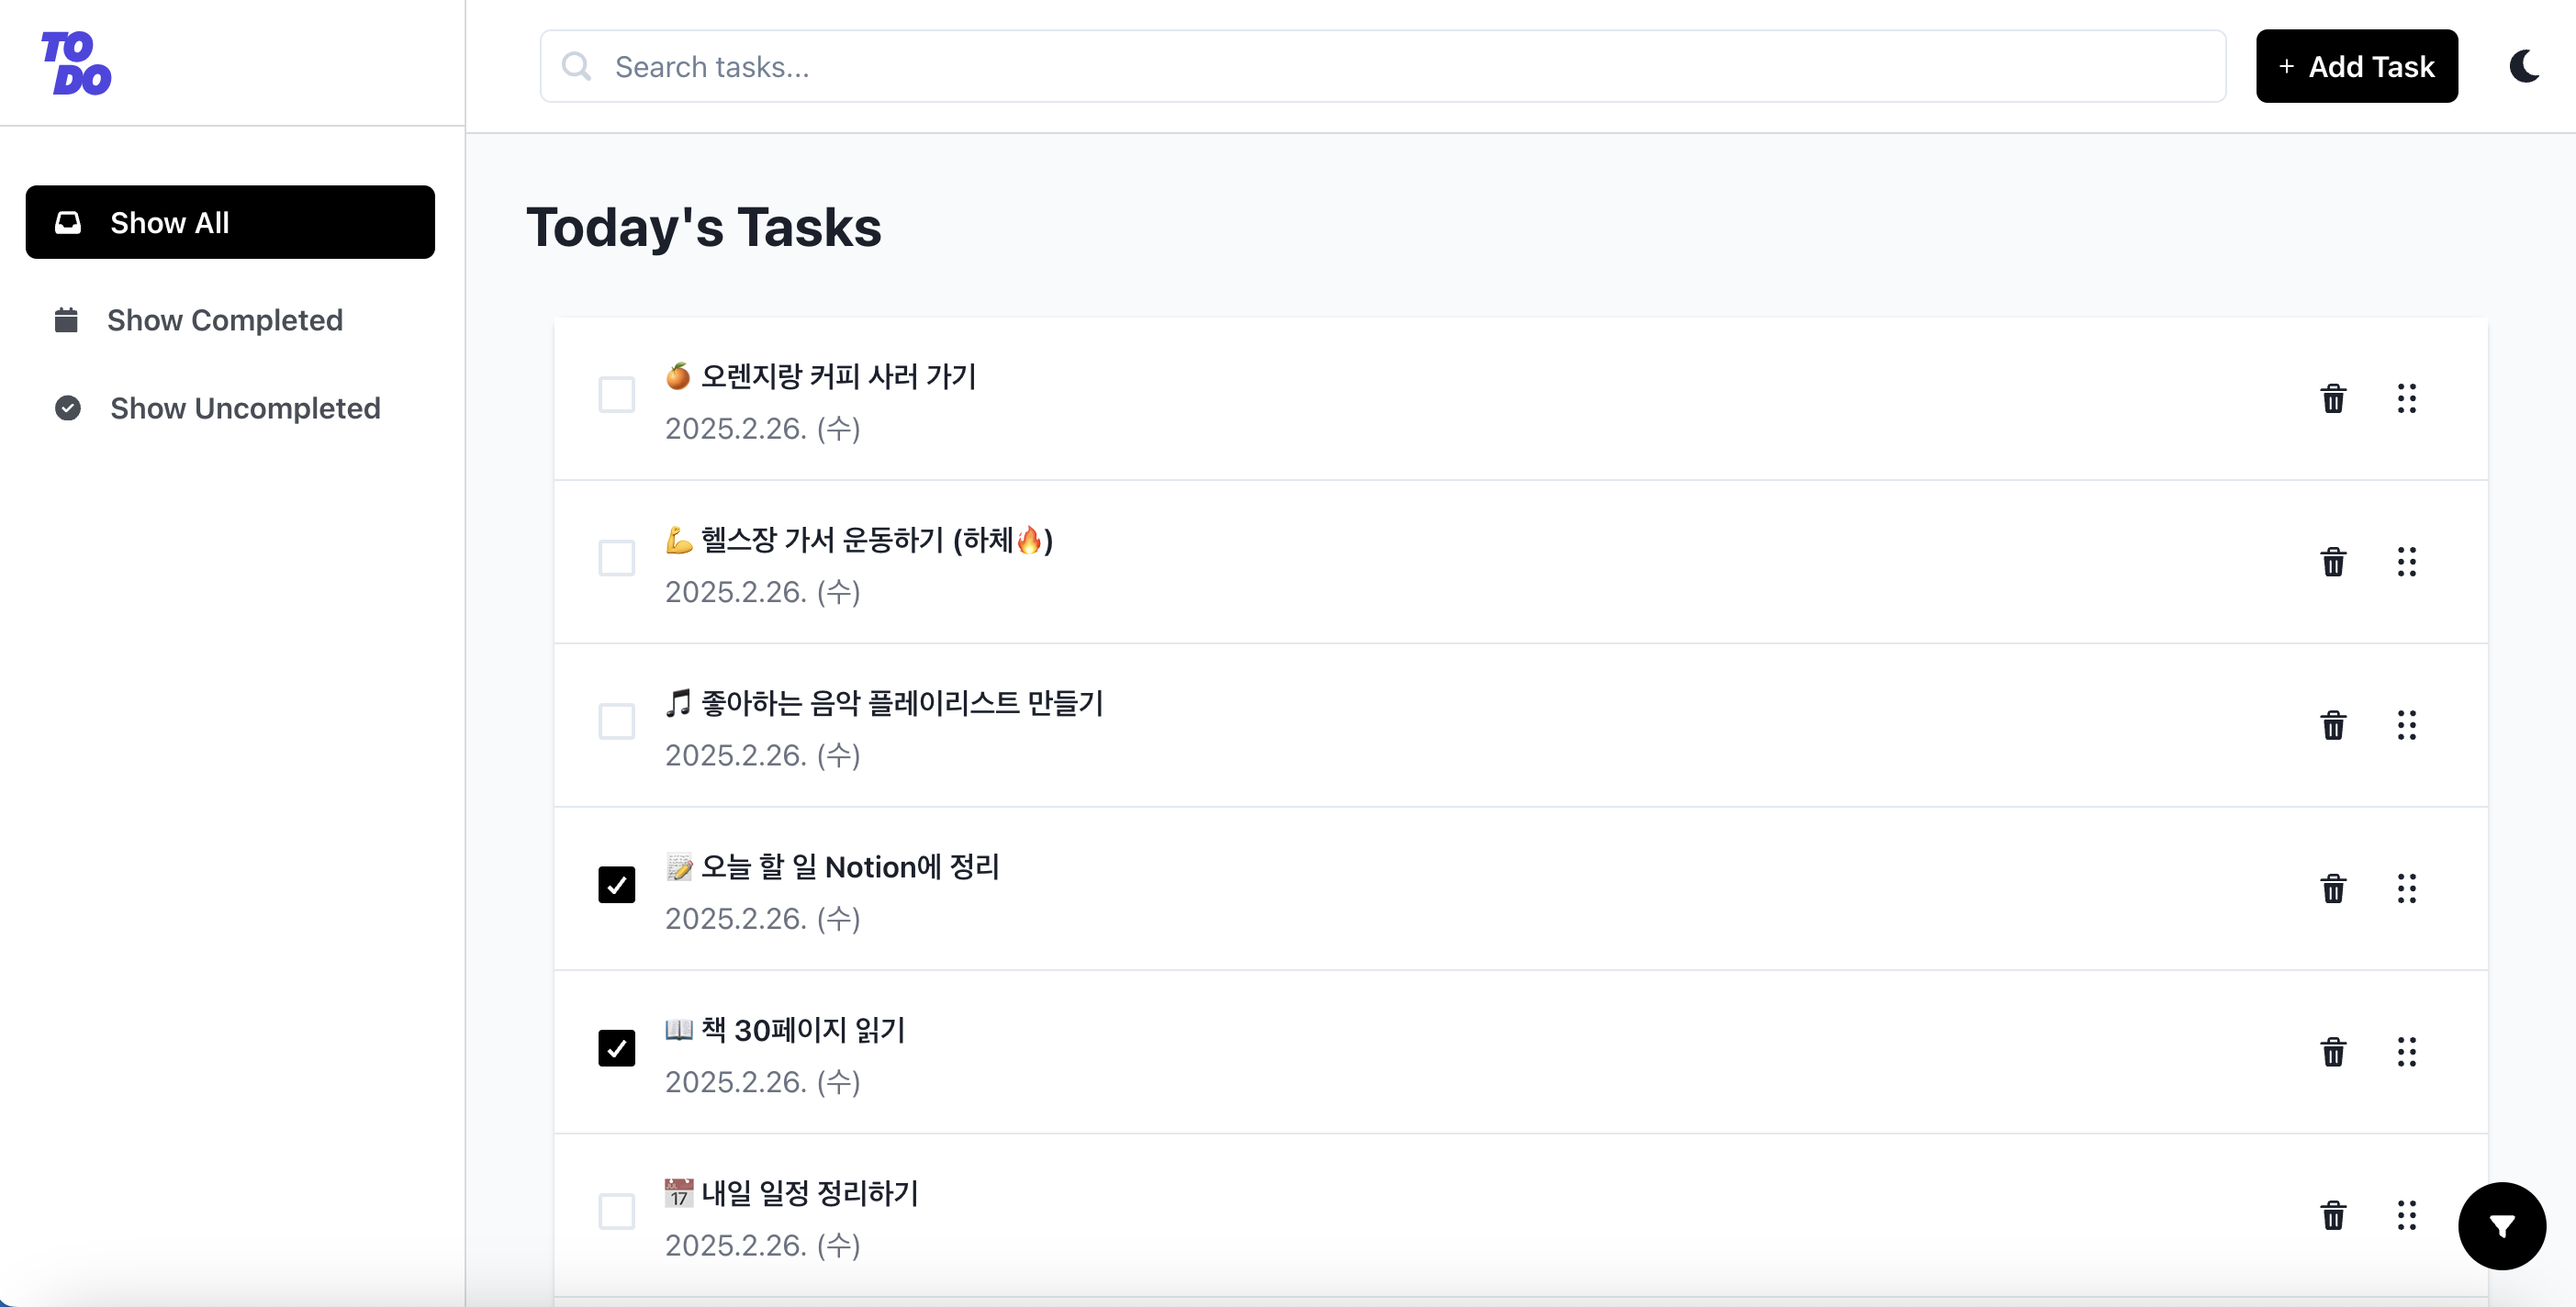 TO
DO
Search tasks...
+ Add Task
Show All
Show Completed
Show Uncompleted
Today's Tasks
🍊 오렌지랑 커피 사러 가기
2025.2.26. (수)
💪 헬스장 가서 운동하기 (하체🔥)
2025.2.26. (수)
🎵 좋아하는 음악 플레이리스트 만들기
2025.2.26. (수)
📝 오늘 할 일 Notion에 정리
2025.2.26. (수)
📖 책 30페이지 읽기
2025.2.26. (수)
📅 내일 일정 정리하기
2025.2.26. (수)